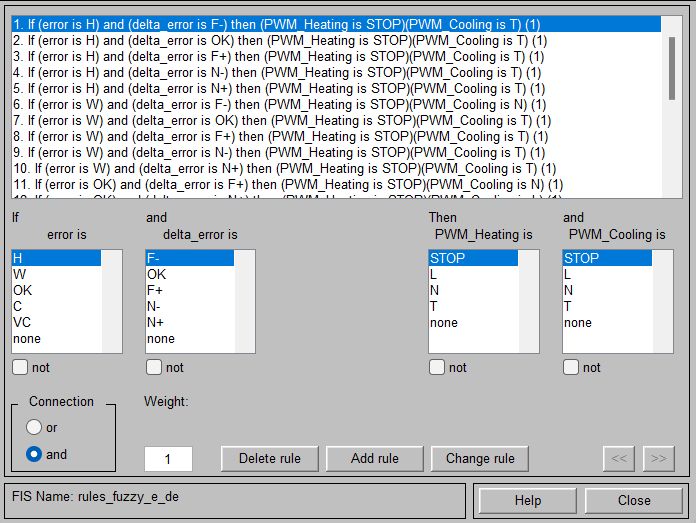 1. If (error is H) and (delta_error is F-) then (PWM_Heating is STOP)(PWM_Cooling is T) (1)
2. If (error is H) and (delta_error is OK) then (PWM_Heating is STOP)(PWM_Cooling is T) (1)
3. If (error is H) and (delta_error is F+) then (PWM_Heating is STOP)(PWM_Cooling is T) (1)
4. If (error is H) and (delta_error is N-) then (PWM_Heating is STOP)(PWM_Cooling is T) (1)
5. If (error is H) and (delta_error is N+) then (PWM_Heating is STOP)(PWM_Cooling is T) (1)
6. If (error is W) and (delta_error is F-) then (PWM_Heating is STOP)(PWM_Cooling is N) (1)
7. If (error is W) and (delta_error is OK) then (PWM_Heating is STOP)(PWM_Cooling is T) (1)
8. If (error is W) and (delta_error is F+) then (PWM_Heating is STOP)(PWM_Cooling is T) (1)
9. If (error is W) and (delta_error is N-) then (PWM_Heating is STOP)(PWM_Cooling is T) (1)
10. If (error is W) and (delta_error is N+) then (PWM_Heating is STOP)(PWM_Cooling is T) (1)
11. If (error is OK) and (delta_error is F+) then (PWM_Heating is STOP)(PWM_Cooling is N) (1)
If and Then and
error is delta_error is PWM_Heating is PWM_Cooling is
H F- STOP STOP
W OK L L
OK F+ N N
C N- T T
VC N+ none none
none none
not not not not
Connection Weight:
or
and 1 Delete rule Add rule Change rule << >>
FIS Name: rules_fuzzy_e_de Help Close